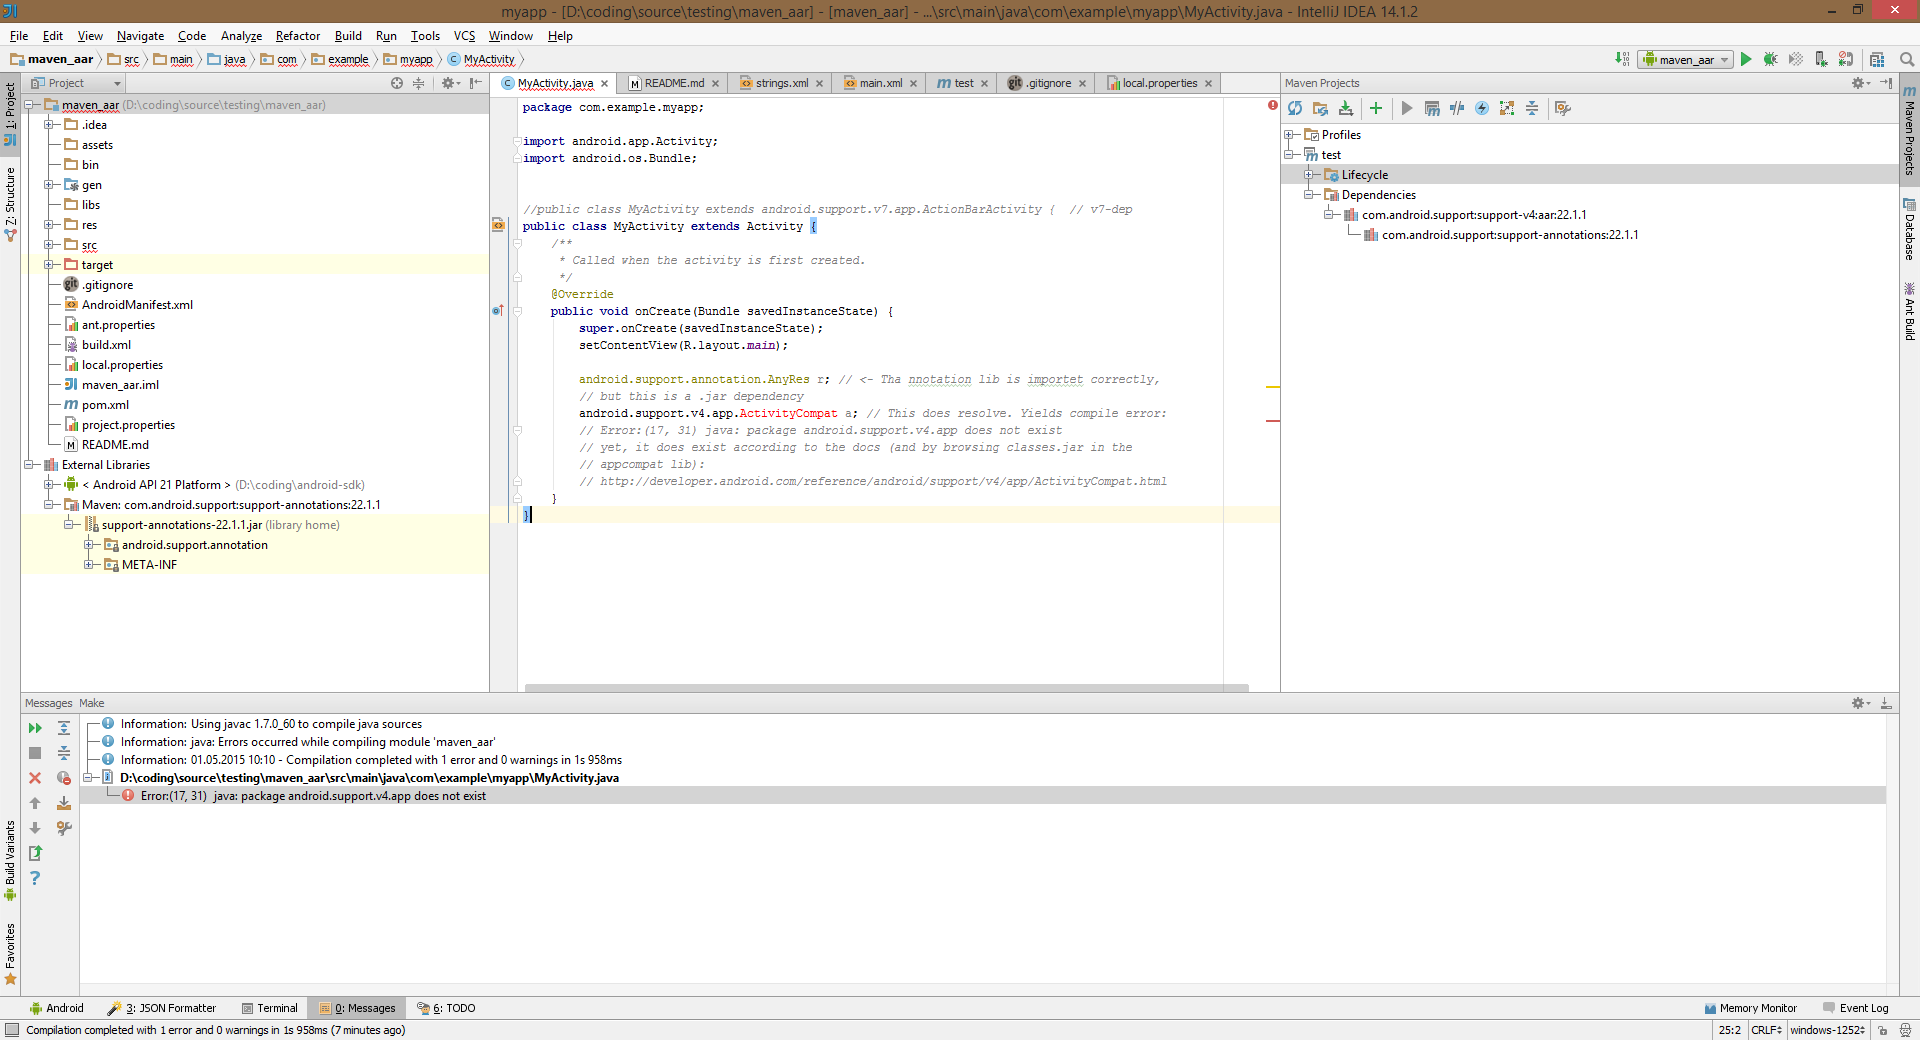 myapp - [D:\coding\source\testing\maven_aar] - [maven_aar] - ...\src\main\java\com\example\myapp\MyActivity.java - IntelliJ IDEA 14.1.2
File Edit View Navigate Code Analyze Refactor Build Run Tools VCS Window Help
maven_aar src main java com example myapp MyActivity
maven_aar
Project
MyActivity.java README.md strings.xml main.xml test .gitignore local.properties
Maven Projects
1: Project
Z: Structure
Build Variants
Favorites
maven_aar (D:\coding\source\testing\maven_aar)
.idea
assets
bin
gen
libs
res
src
target
.gitignore
AndroidManifest.xml
ant.properties
build.xml
local.properties
maven_aar.iml
pom.xml
project.properties
README.md
External Libraries
< Android API 21 Platform > (D:\coding\android-sdk)
Maven: com.android.support:support-annotations:22.1.1
support-annotations-22.1.1.jar (library home)
android.support.annotation
META-INF
package com.example.myapp;
import android.app.Activity;
import android.os.Bundle;
//public class MyActivity extends android.support.v7.app.ActionBarActivity {  // v7-dep
public class MyActivity extends Activity {
/**
* Called when the activity is first created.
*/
@Override
public void onCreate(Bundle savedInstanceState) {
super.onCreate(savedInstanceState);
setContentView(R.layout.main);
android.support.annotation.AnyRes r; // <- Tha nnotation lib is importet correctly,
// but this is a .jar dependency
android.support.v4.app.ActivityCompat a; // This does resolve. Yields compile error:
// Error:(17, 31) java: package android.support.v4.app does not exist
// yet, it does exist according to the docs (and by browsing classes.jar in the
// appcompat lib):
// http://developer.android.com/reference/android/support/v4/app/ActivityCompat.html
}
}
Profiles
test
Lifecycle
Dependencies
com.android.support:support-v4:aar:22.1.1
com.android.support:support-annotations:22.1.1
Maven Projects
Database
Ant Build
Messages Make
Information: Using javac 1.7.0_60 to compile java sources
Information: java: Errors occurred while compiling module 'maven_aar'
Information: 01.05.2015 10:10 - Compilation completed with 1 error and 0 warnings in 1s 958ms
D:\coding\source\testing\maven_aar\src\main\java\com\example\myapp\MyActivity.java
Error:(17, 31)  java: package android.support.v4.app does not exist
Android 3: JSON Formatter Terminal 0: Messages 6: TODO Memory Monitor Event Log
Compilation completed with 1 error and 0 warnings in 1s 958ms (7 minutes ago) 25:2 CRLF windows-1252